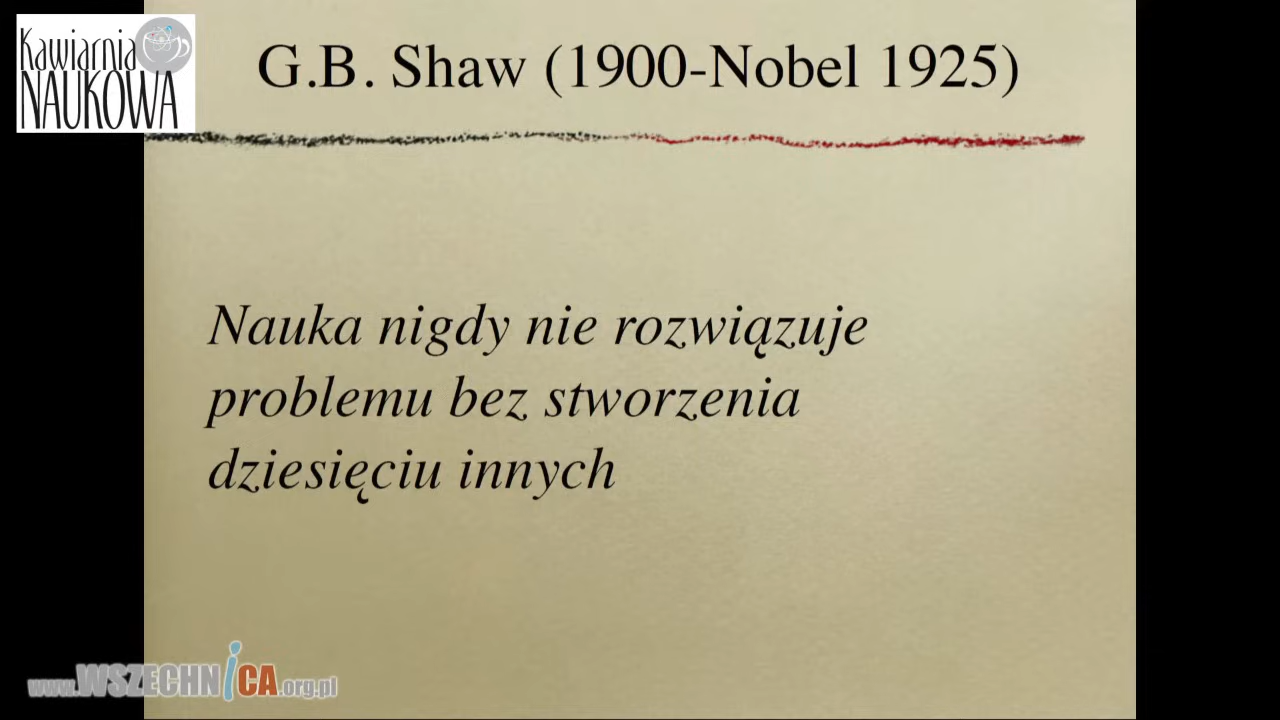 Kawiarnia
NAUKOWA
G.B. Shaw (1900-Nobel 1925)
Nauka nigdy nie rozwiązuje
problemu bez stworzenia
dziesięciu innych
www.WSZECHNiCA.org.pl